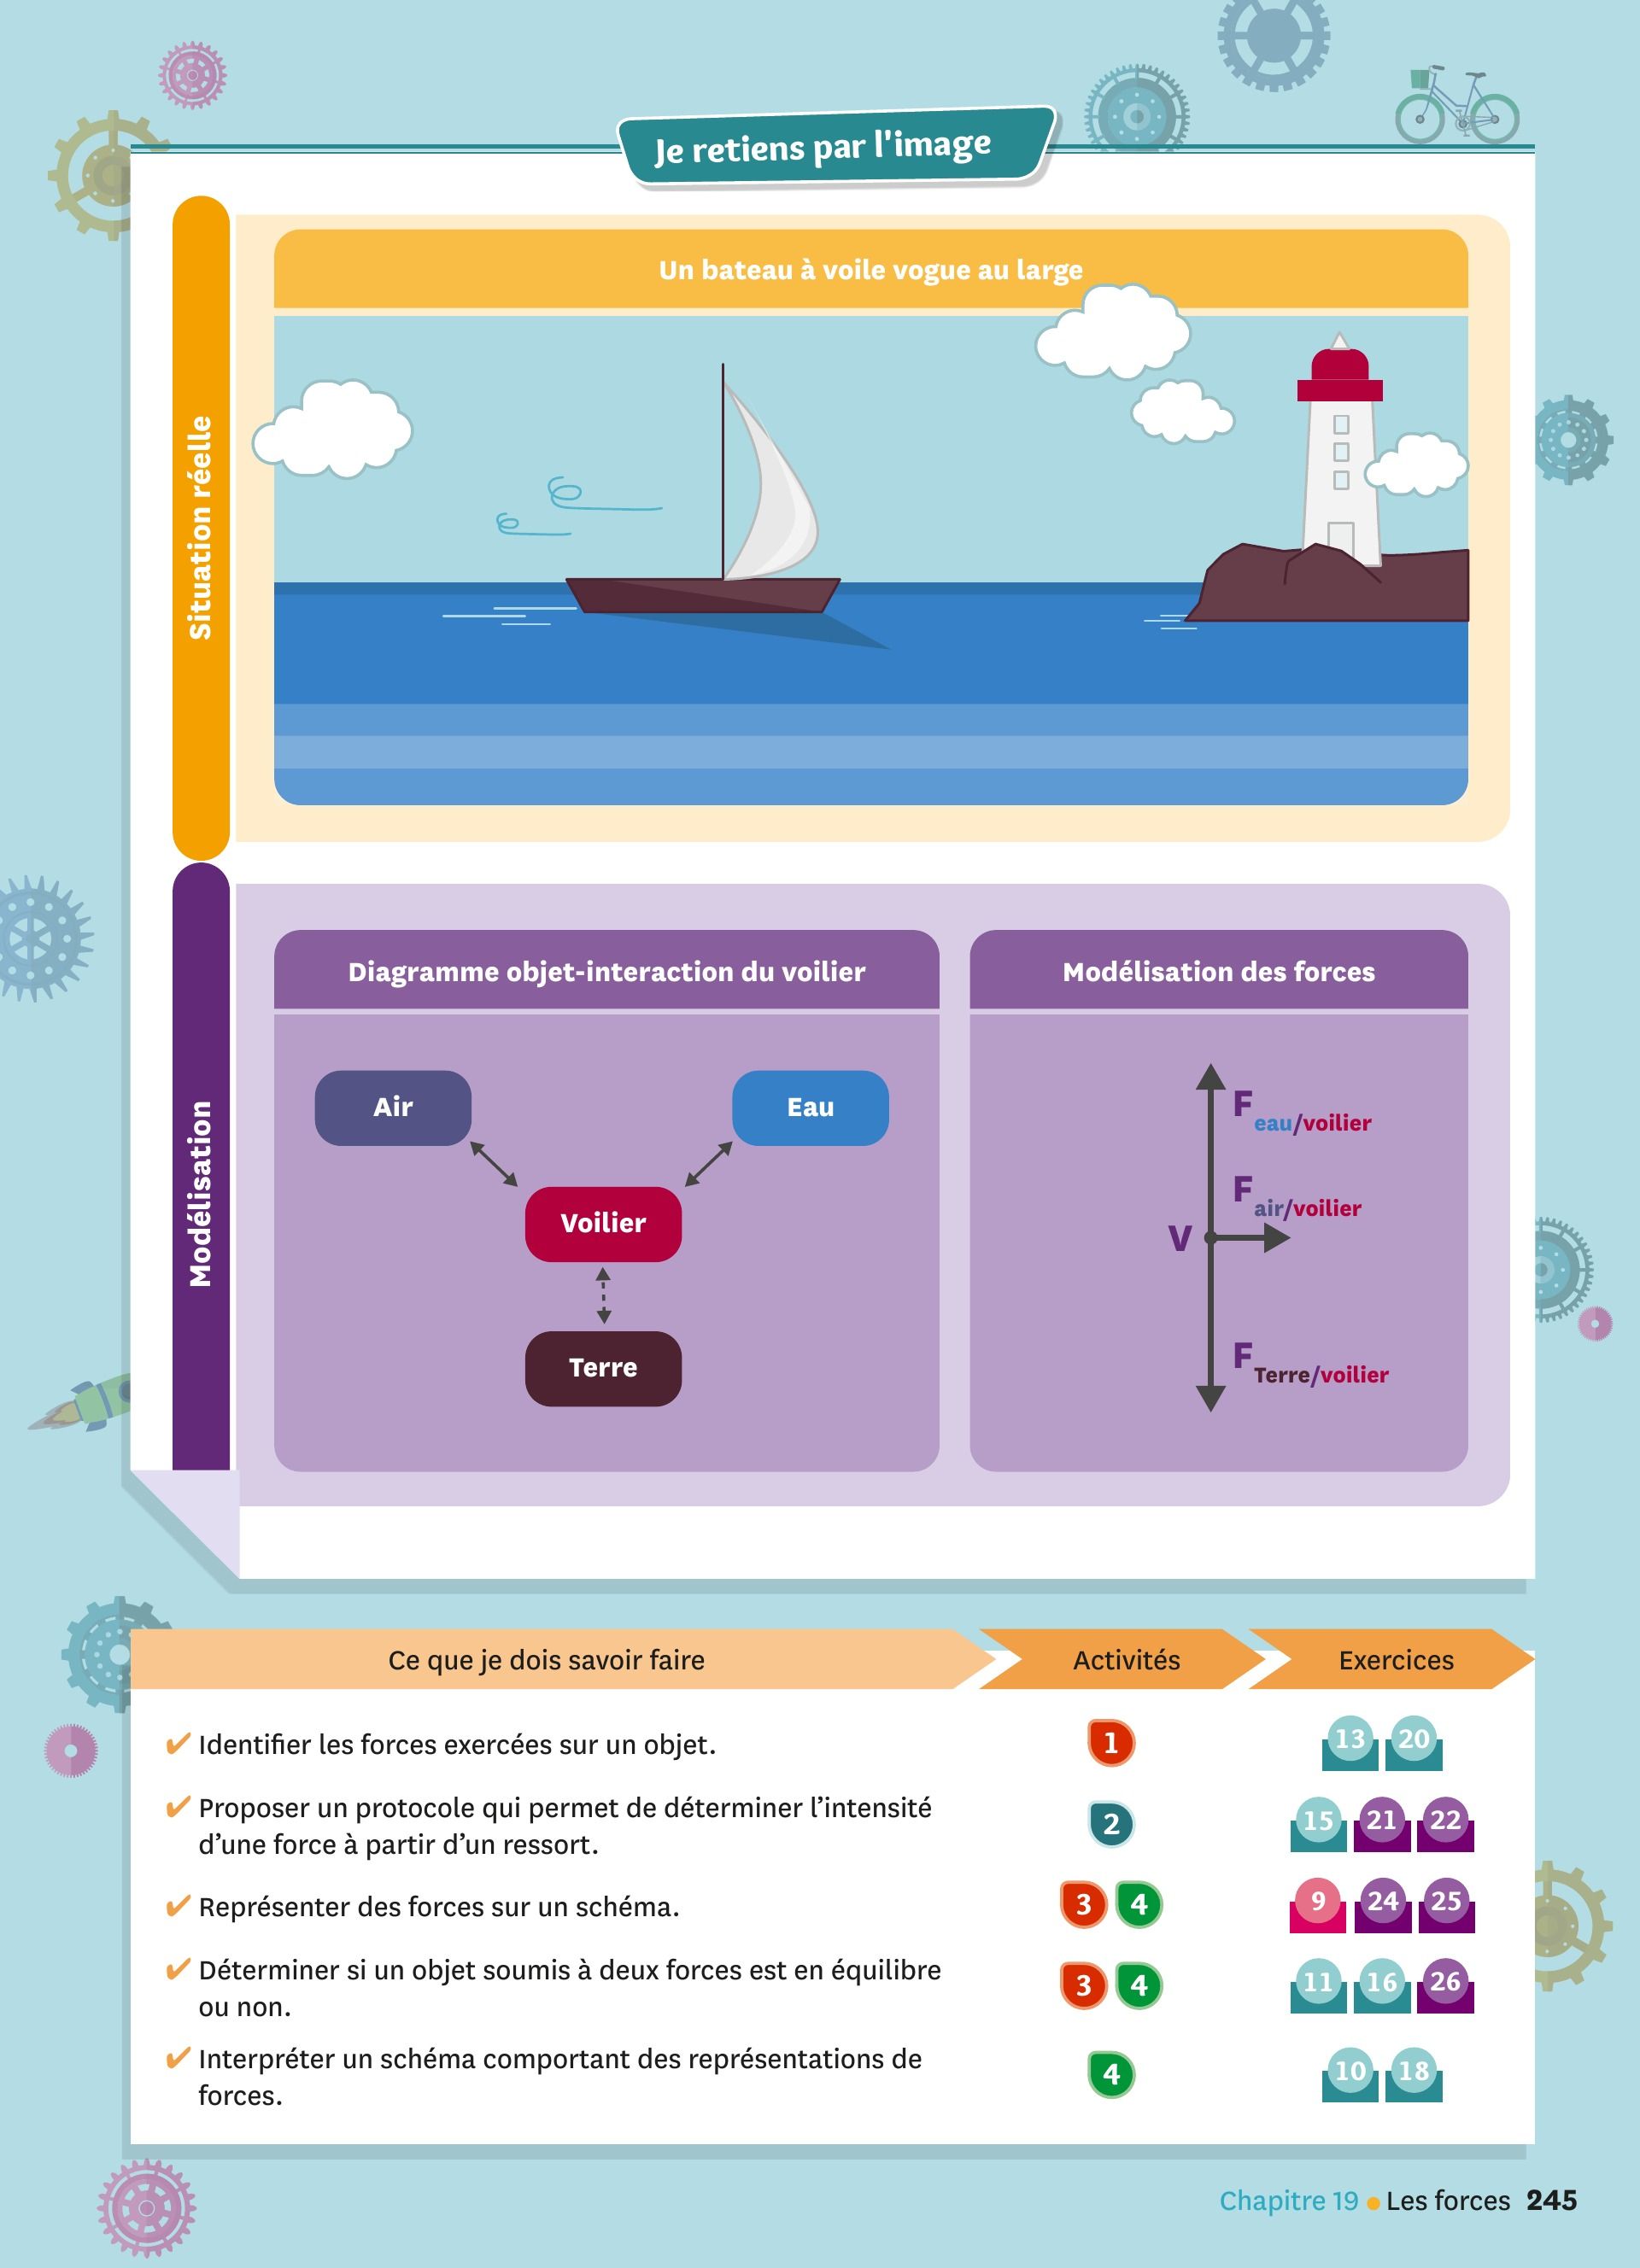 Je retiens par l'image
Situation réelle
Un bateau à voile vogue au large
Modélisation
Diagramme objet-interaction du voilier
Air
Eau
Voilier
Terre
Modélisation des forces
F eau/voilier
F air/voilier
V
F Terre/voilier
Ce que je dois savoir faire Activités Exercices
✔ Identifier les forces exercées sur un objet. 1 13 20
✔ Proposer un protocole qui permet de déterminer l’intensité
d’une force à partir d’un ressort. 2 15 21 22
✔ Représenter des forces sur un schéma. 3 4 9 24 25
✔ Déterminer si un objet soumis à deux forces est en équilibre
ou non. 3 4 11 16 26
✔ Interpréter un schéma comportant des représentations de
forces. 4 10 18
Chapitre 19 • Les forces 245